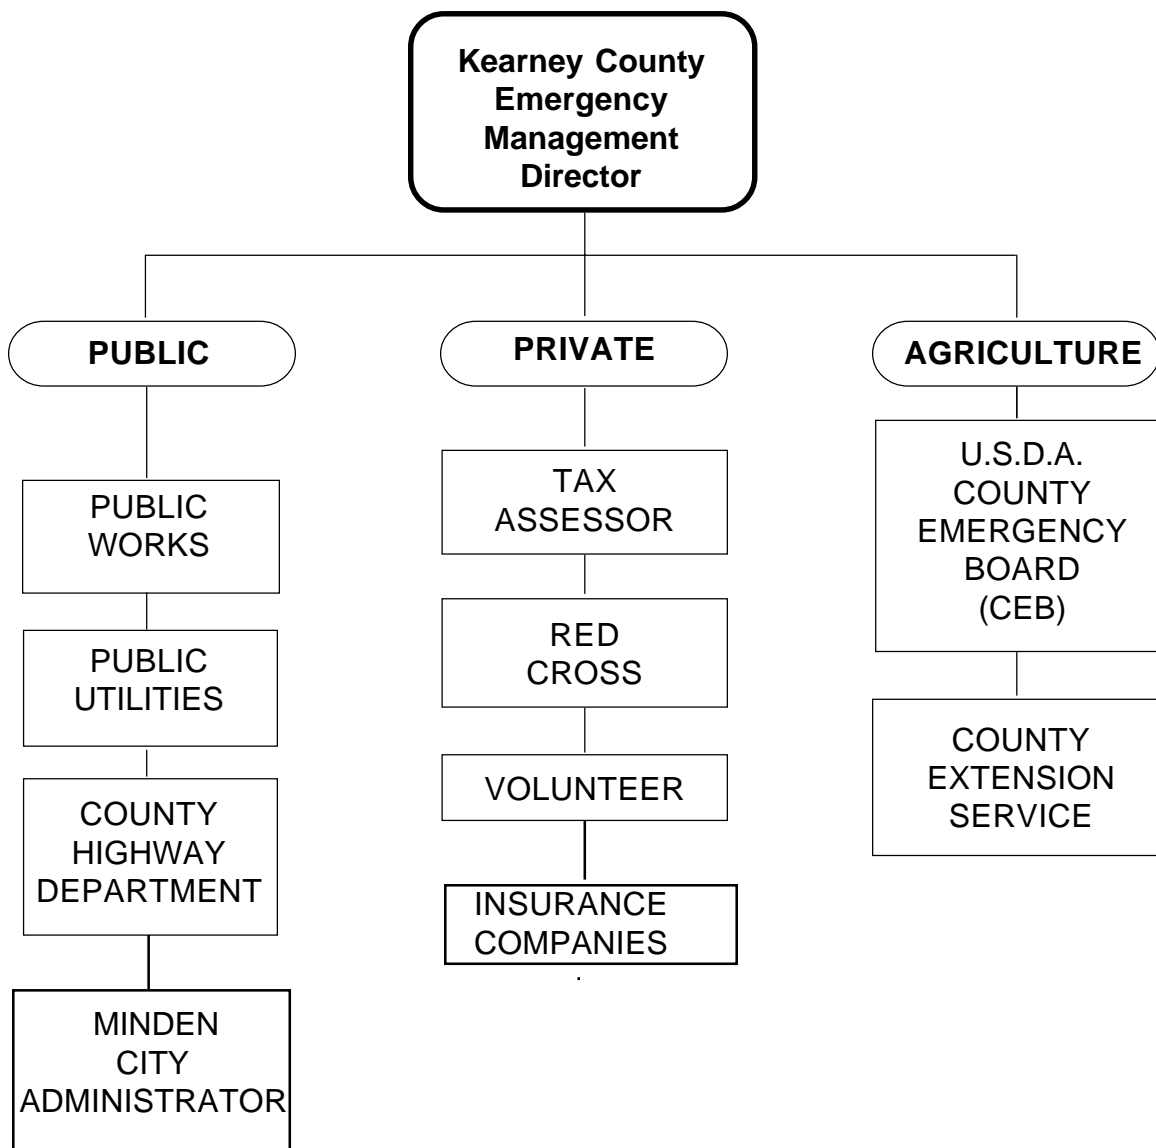 Kearney County
Emergency
Management
Director
PUBLIC
PUBLIC
WORKS
PUBLIC
UTILITIES
COUNTY
HIGHWAY
DEPARTMENT
MINDEN
CITY
ADMINISTRATOR
PRIVATE
TAX
ASSESSOR
RED
CROSS
VOLUNTEER
INSURANCE
COMPANIES
.
AGRICULTURE
U.S.D.A.
COUNTY
EMERGENCY
BOARD
(CEB)
COUNTY
EXTENSION
SERVICE